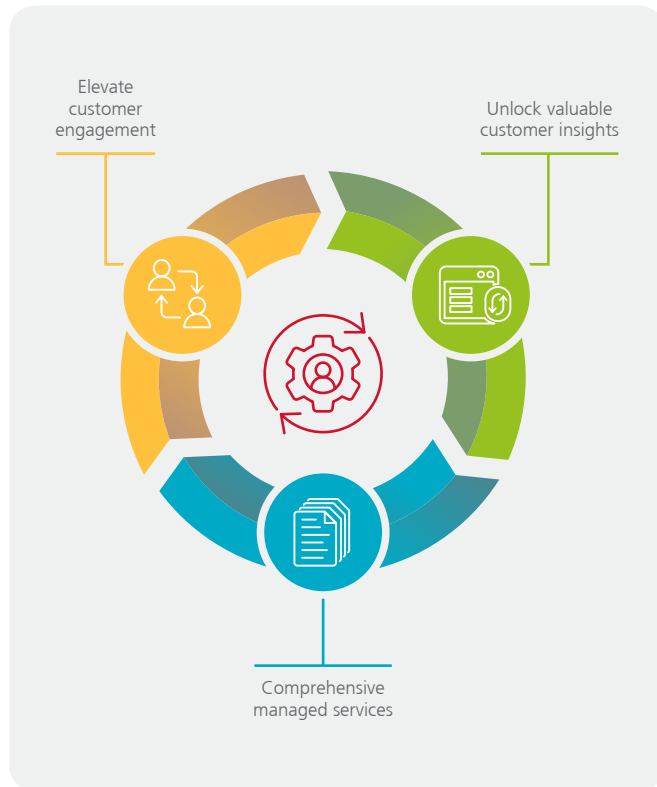 Elevate
customer
engagement
Unlock valuable
customer insights
Comprehensive
managed services